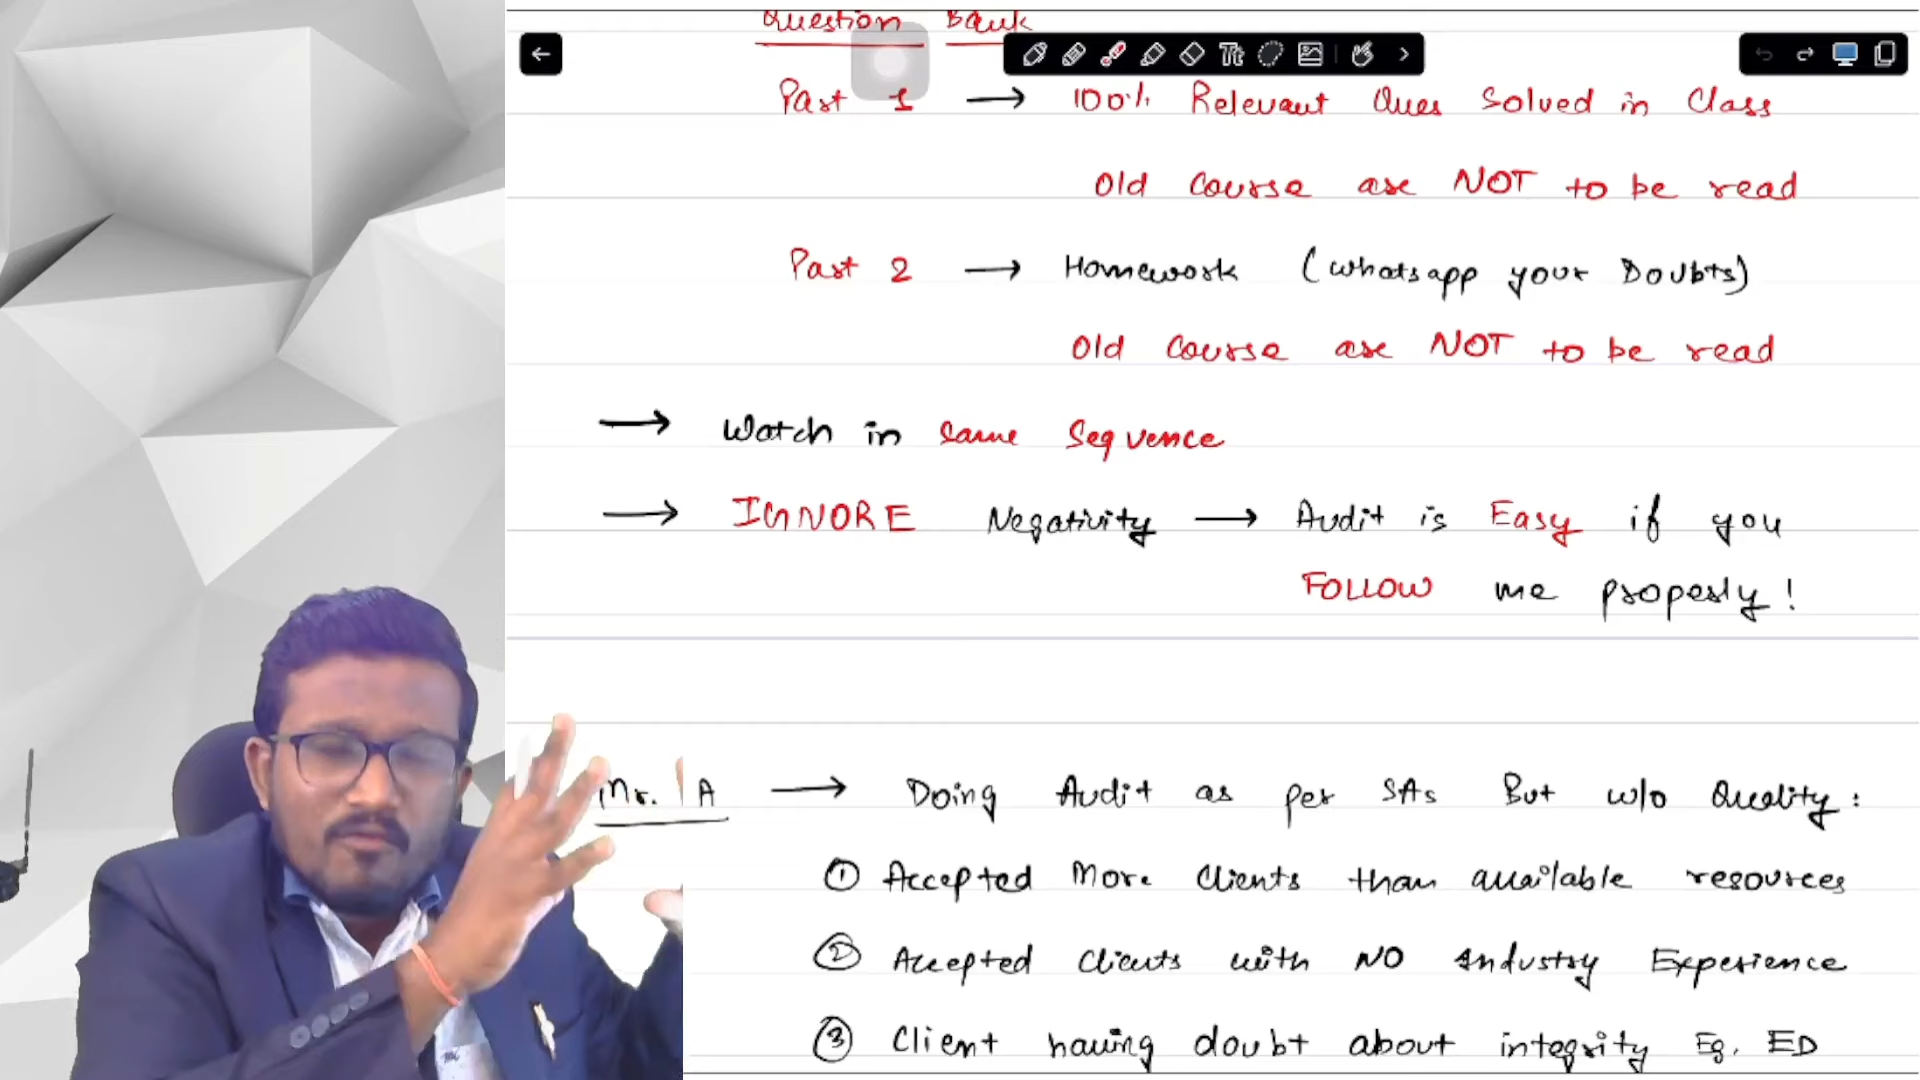 Question Bank
Part 1 → 100% Relevant Ques Solved in Class
Old Course are NOT to be read
Part 2 → Homework (whatsapp your Doubts)
Old Course are NOT to be read
→ Watch in same Sequence
→ IGNORE Negativity → Audit is Easy if you
FOLLOW me properly!
Mr. A → Doing Audit as per SAs But w/o Quality:
① Accepted More Clients than available resources
② Accepted Clients with NO Industry Experience
③ Client having doubt about integrity Eg. ED